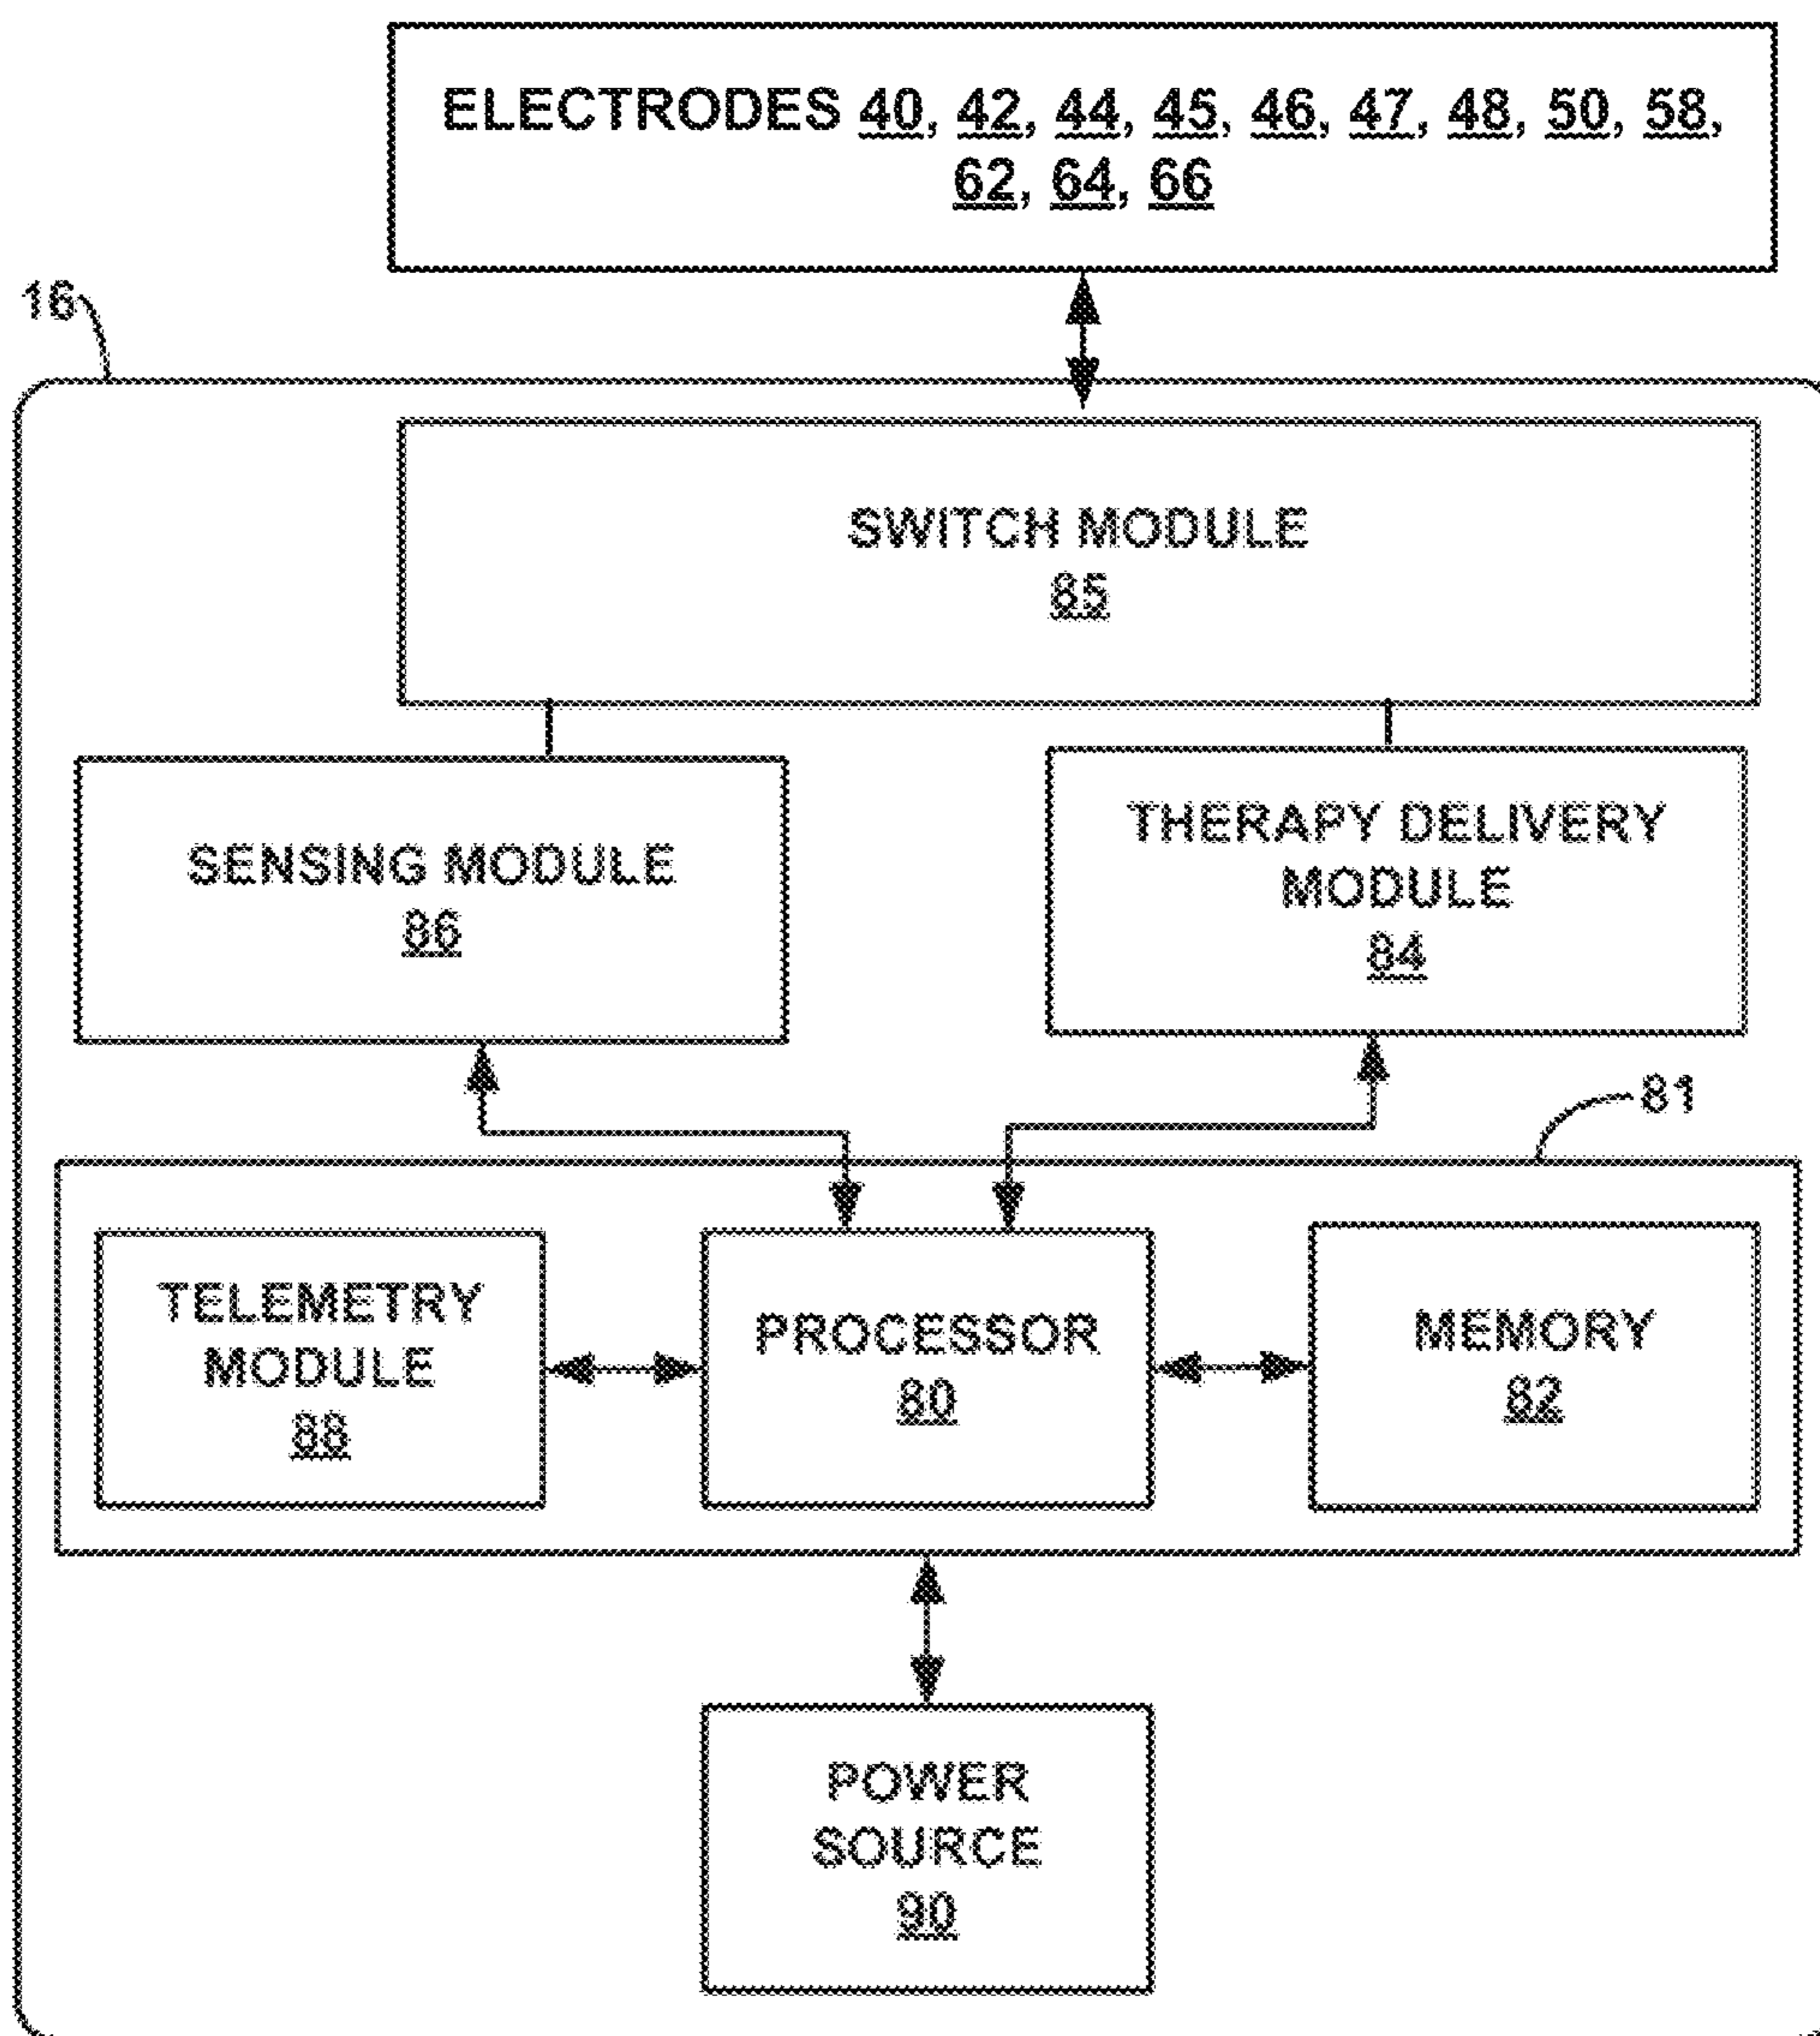 ELECTRODES 40, 42, 44, 45, 46, 47, 48, 50, 58,
62, 64, 66
16
SWITCH MODULE
85
SENSING MODULE
86
THERAPY DELIVERY
MODULE
84
81
TELEMETRY
MODULE
88
PROCESSOR
80
MEMORY
82
POWER
SOURCE
90